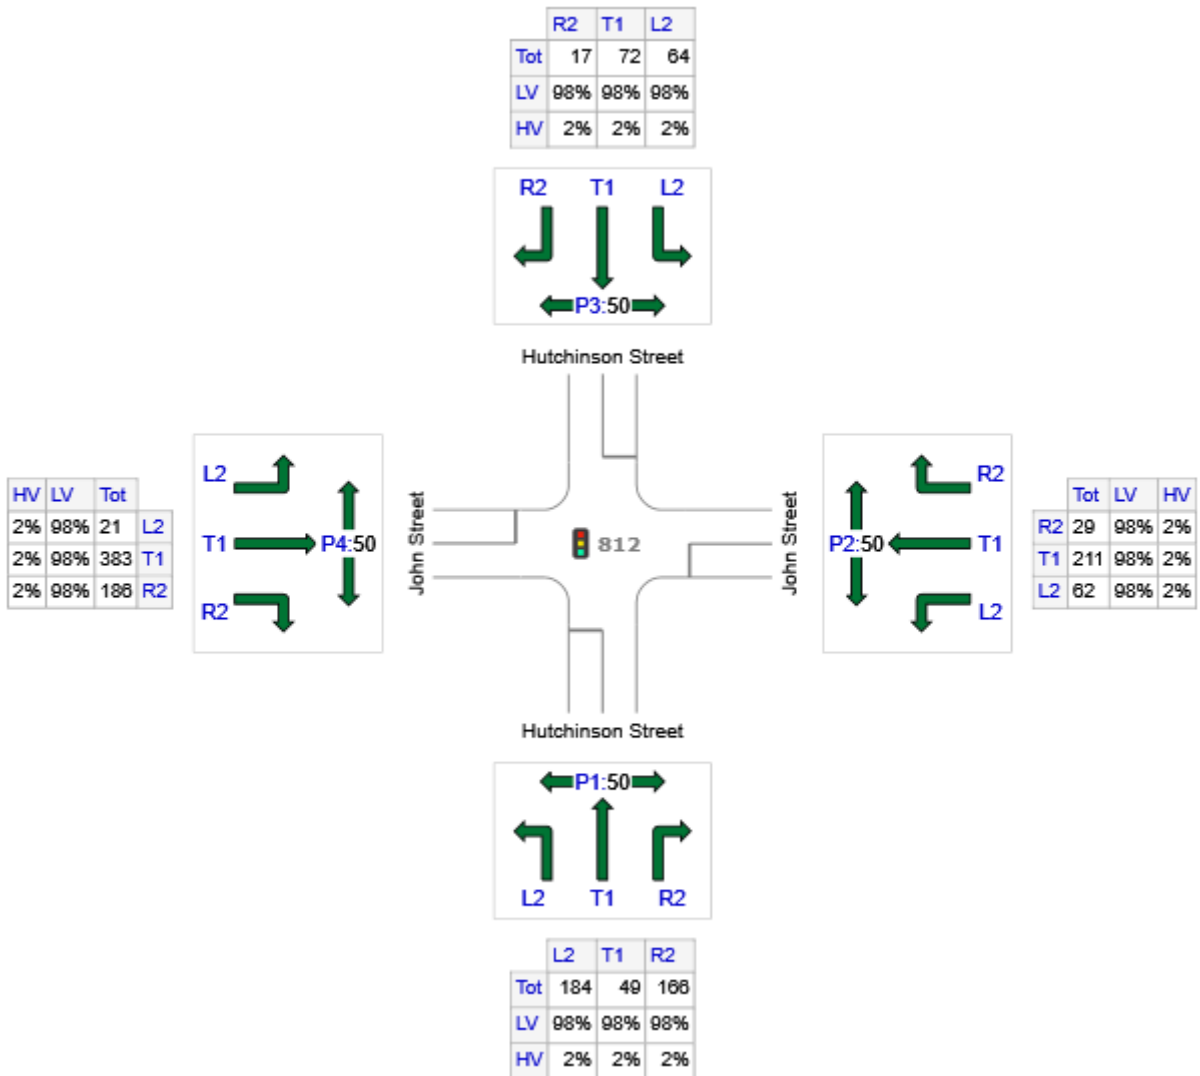 R2 T1 L2
Tot 17 72 64
LV 98% 98% 98%
HV 2% 2% 2%
R2 T1 L2
P3:50
Hutchinson Street
L2
T1 P4:50
R2
HV LV Tot
2% 98% 21 L2
2% 98% 383 T1
2% 98% 186 R2
John Street
812
John Street
R2
P2:50 T1
L2
Tot LV HV
R2 29 98% 2%
T1 211 98% 2%
L2 62 98% 2%
Hutchinson Street
P1:50
L2 T1 R2
L2 T1 R2
Tot 184 49 166
LV 98% 98% 98%
HV 2% 2% 2%